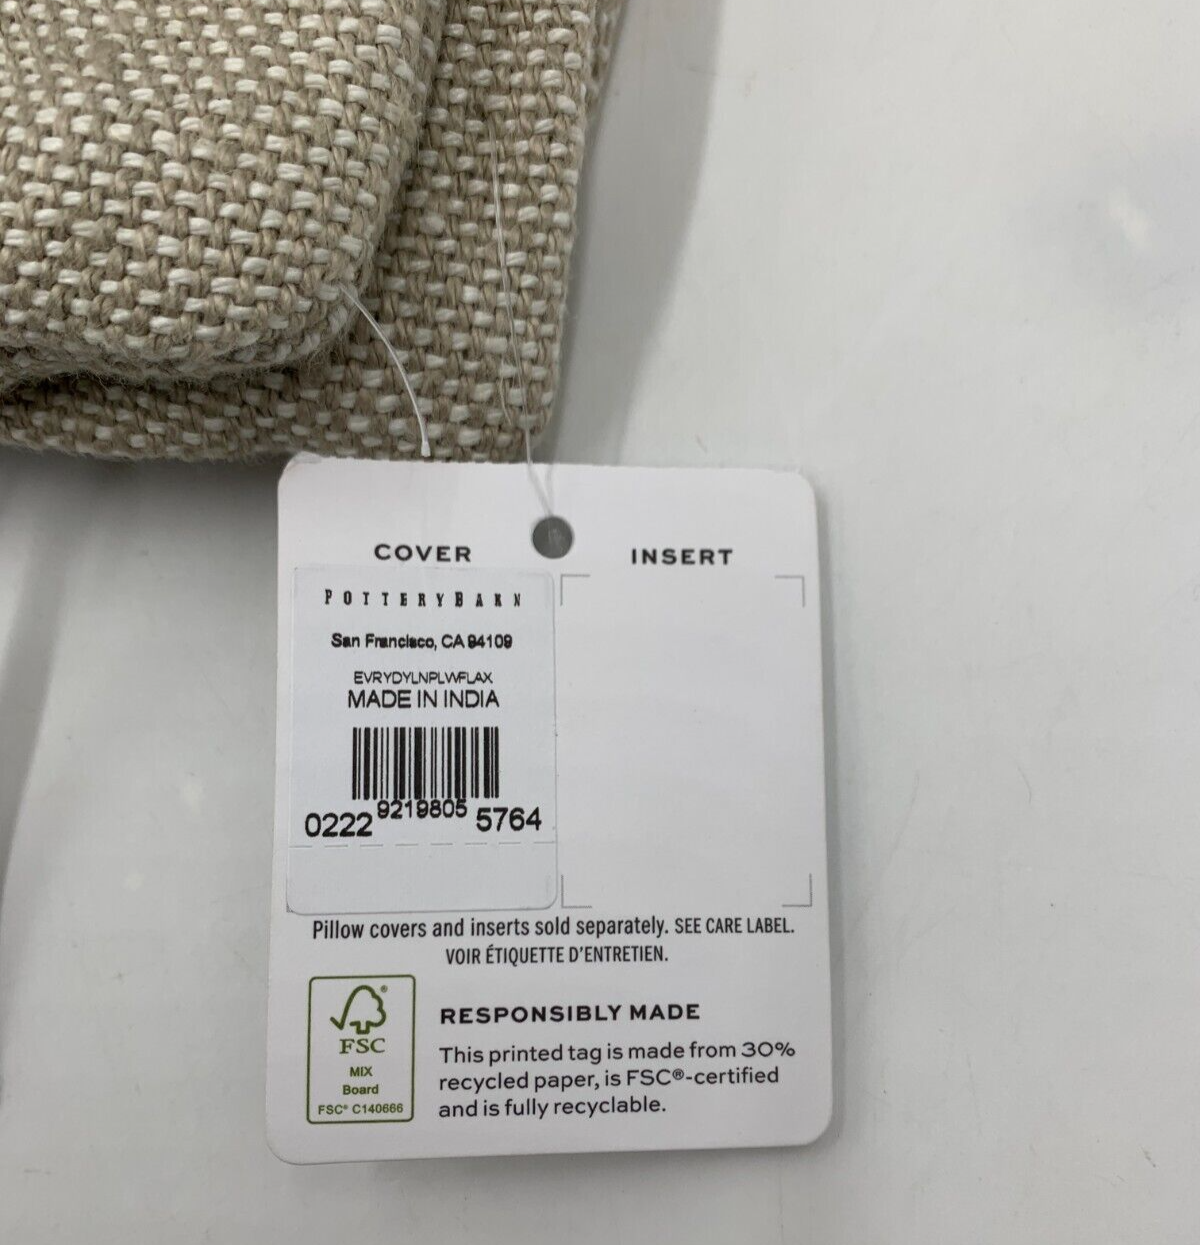 COVER
INSERT
POTTERYBARN
San Francisco, CA 94109
EVRYDYLNPLWFLAX
MADE IN INDIA
0222 9219805 5764
Pillow covers and inserts sold separately. SEE CARE LABEL.
VOIR ÉTIQUETTE D'ENTRETIEN.
FSC®
MIX
Board
FSC® C140666
RESPONSIBLY MADE
This printed tag is made from 30%
recycled paper, is FSC®-certified
and is fully recyclable.